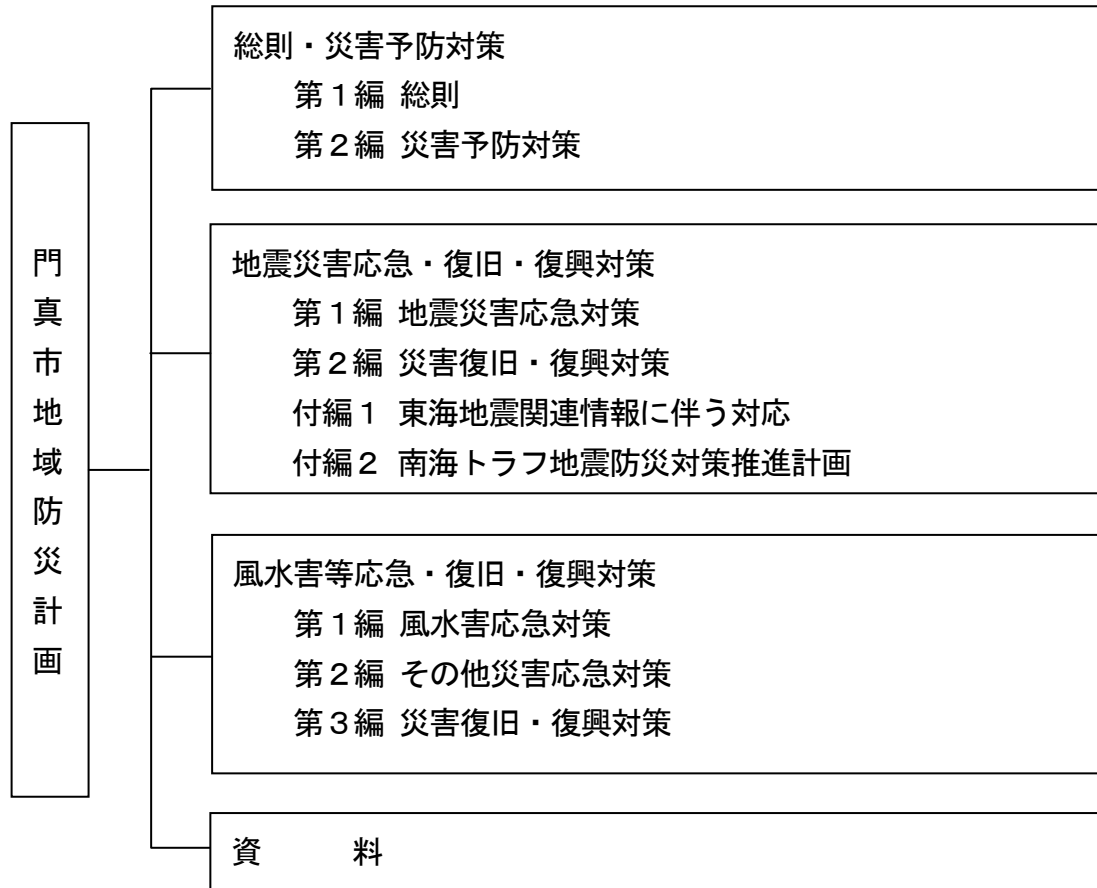 門真市地域防災計画
総則・災害予防対策
第1編 総則
第2編 災害予防対策
地震災害応急・復旧・復興対策
第1編 地震災害応急対策
第2編 災害復旧・復興対策
付編1 東海地震関連情報に伴う対応
付編2 南海トラフ地震防災対策推進計画
風水害等応急・復旧・復興対策
第1編 風水害応急対策
第2編 その他災害応急対策
第3編 災害復旧・復興対策
資　　　料